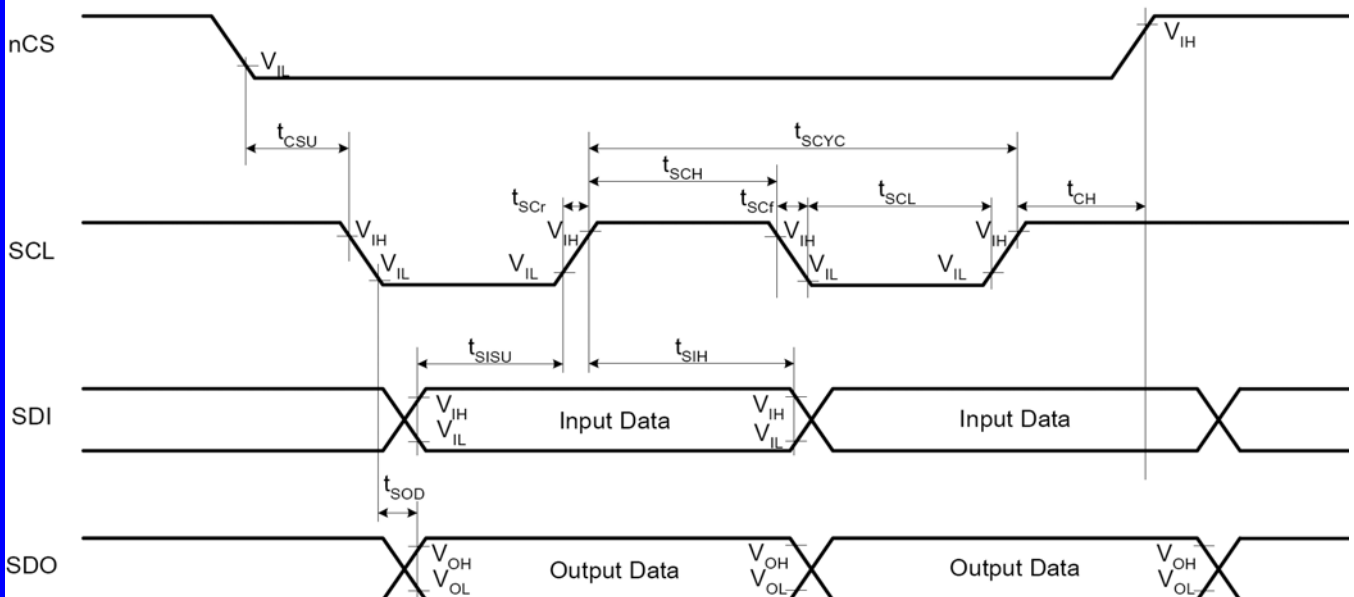 nCS
V_IL
V_IH
t_CSU
t_SCYC
t_SCH
t_SCr
t_SCf
t_SCL
t_CH
SCL
V_IH
V_IL
V_IL
V_IH
V_IH
V_IL
V_IL
V_IH
t_SISU
t_SIH
SDI
V_IH
V_IL
Input Data
V_IH
V_IL
Input Data
t_SOD
SDO
V_OH
V_OL
Output Data
V_OH
V_OL
Output Data
V_OH
V_OL